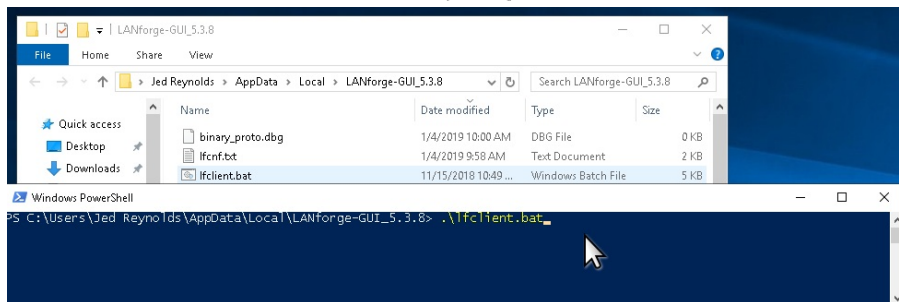 LANforge-GUI_5.3.8
File Home Share View
Jed Reynolds > AppData > Local > LANforge-GUI_5.3.8 Search LANforge-GUI_5.3.8
Name Date modified Type Size
Quick access
binary_proto.dbg 1/4/2019 10:00 AM DBG File 0 KB
Desktop
lfcnf.txt 1/4/2019 9:58 AM Text Document 2 KB
Downloads
lfclient.bat 11/15/2018 10:49 ... Windows Batch File 5 KB
Windows PowerShell
PS C:\Users\Jed Reynolds\AppData\Local\LANforge-GUI_5.3.8> .\lfclient.bat